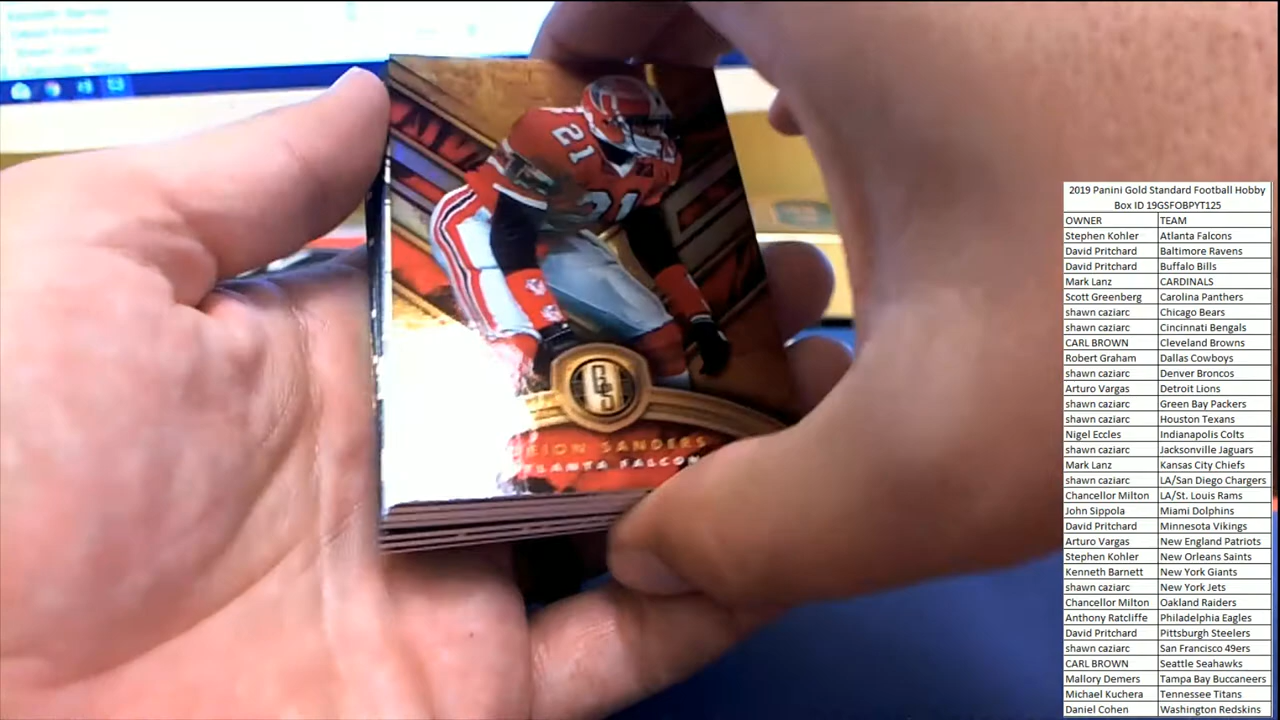 21
21
SANDERS
2019 Panini Gold Standard Football Hobby
Box ID 19GSFOBPYT125
OWNER TEAM
Stephen Kohler Atlanta Falcons
David Pritchard Baltimore Ravens
David Pritchard Buffalo Bills
Mark Lanz CARDINALS
Scott Greenberg Carolina Panthers
shawn caziarc Chicago Bears
shawn caziarc Cincinnati Bengals
CARL BROWN Cleveland Browns
Robert Graham Dallas Cowboys
shawn caziarc Denver Broncos
Arturo Vargas Detroit Lions
shawn caziarc Green Bay Packers
shawn caziarc Houston Texans
Nigel Eccles Indianapolis Colts
shawn caziarc Jacksonville Jaguars
Mark Lanz Kansas City Chiefs
shawn caziarc LA/San Diego Chargers
Chancellor Milton LA/St. Louis Rams
John Sippola Miami Dolphins
David Pritchard Minnesota Vikings
Arturo Vargas New England Patriots
Stephen Kohler New Orleans Saints
Kenneth Barnett New York Giants
shawn caziarc New York Jets
Chancellor Milton Oakland Raiders
Anthony Ratcliffe Philadelphia Eagles
David Pritchard Pittsburgh Steelers
shawn caziarc San Francisco 49ers
CARL BROWN Seattle Seahawks
Mallory Demers Tampa Bay Buccaneers
Michael Kuchera Tennessee Titans
Daniel Cohen Washington Redskins